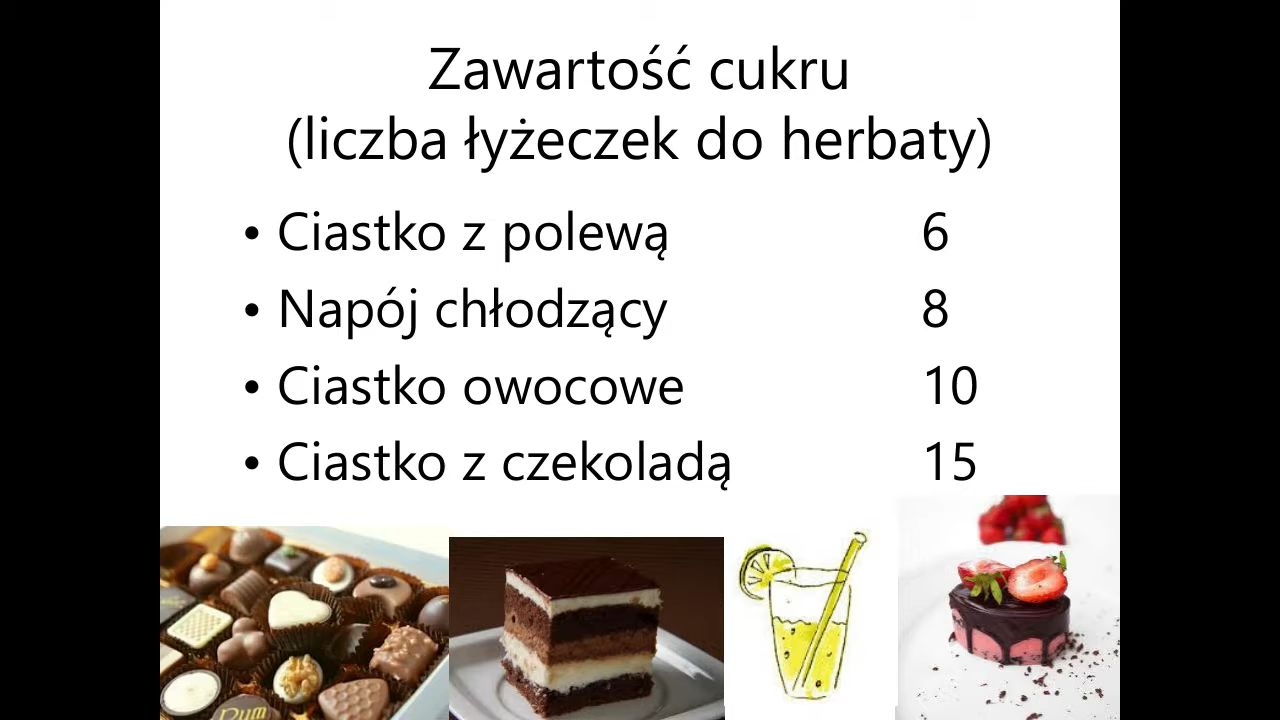 Zawartość cukru
(liczba łyżeczek do herbaty)
• Ciastko z polewą 6
• Napój chłodzący 8
• Ciastko owocowe 10
• Ciastko z czekoladą 15
Rum